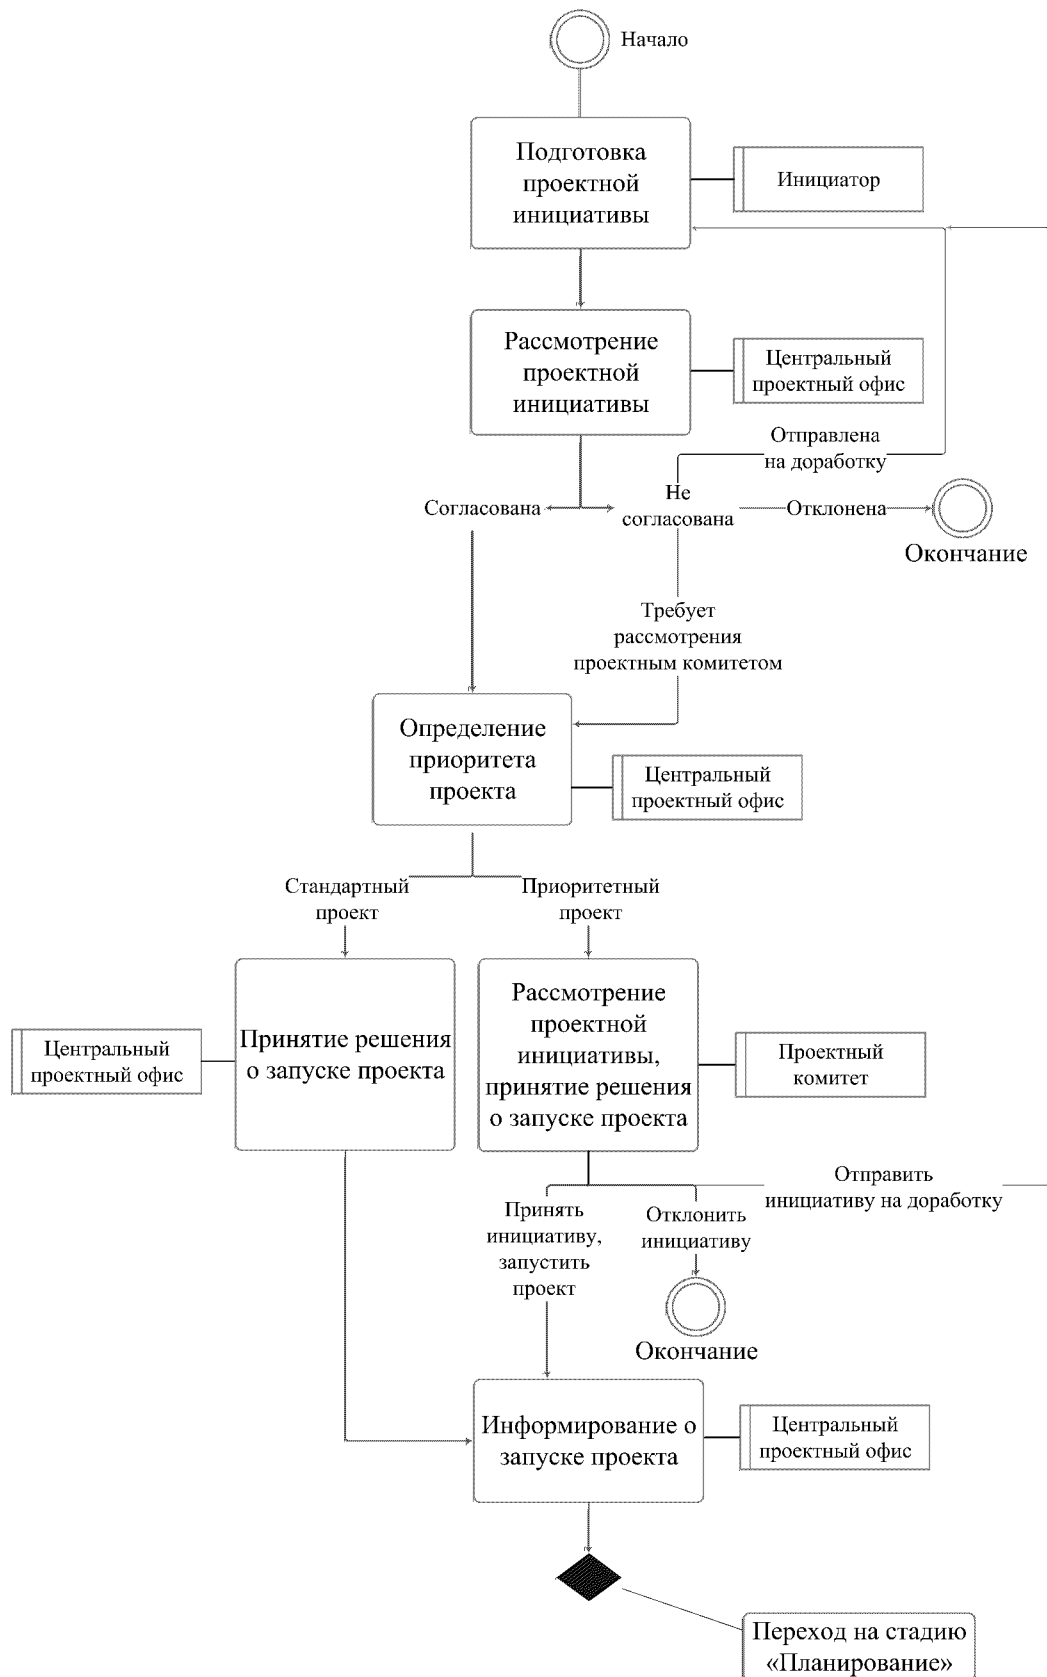 Начало
Подготовка
проектной
инициативы
Инициатор
Рассмотрение
проектной
инициативы
Центральный
проектный офис
Отправлена
на доработку
Согласована
Не
согласована
Отклонена
Окончание
Требует
рассмотрения
проектным комитетом
Определение
приоритета
проекта
Центральный
проектный офис
Стандартный
проект
Приоритетный
проект
Центральный
проектный офис
Принятие решения
о запуске проекта
Рассмотрение
проектной
инициативы,
принятие решения
о запуске проекта
Проектный
комитет
Принять
инициативу,
запустить
проект
Отклонить
инициативу
Отправить
инициативу на доработку
Окончание
Информирование о
запуске проекта
Центральный
проектный офис
Переход на стадию
«Планирование»